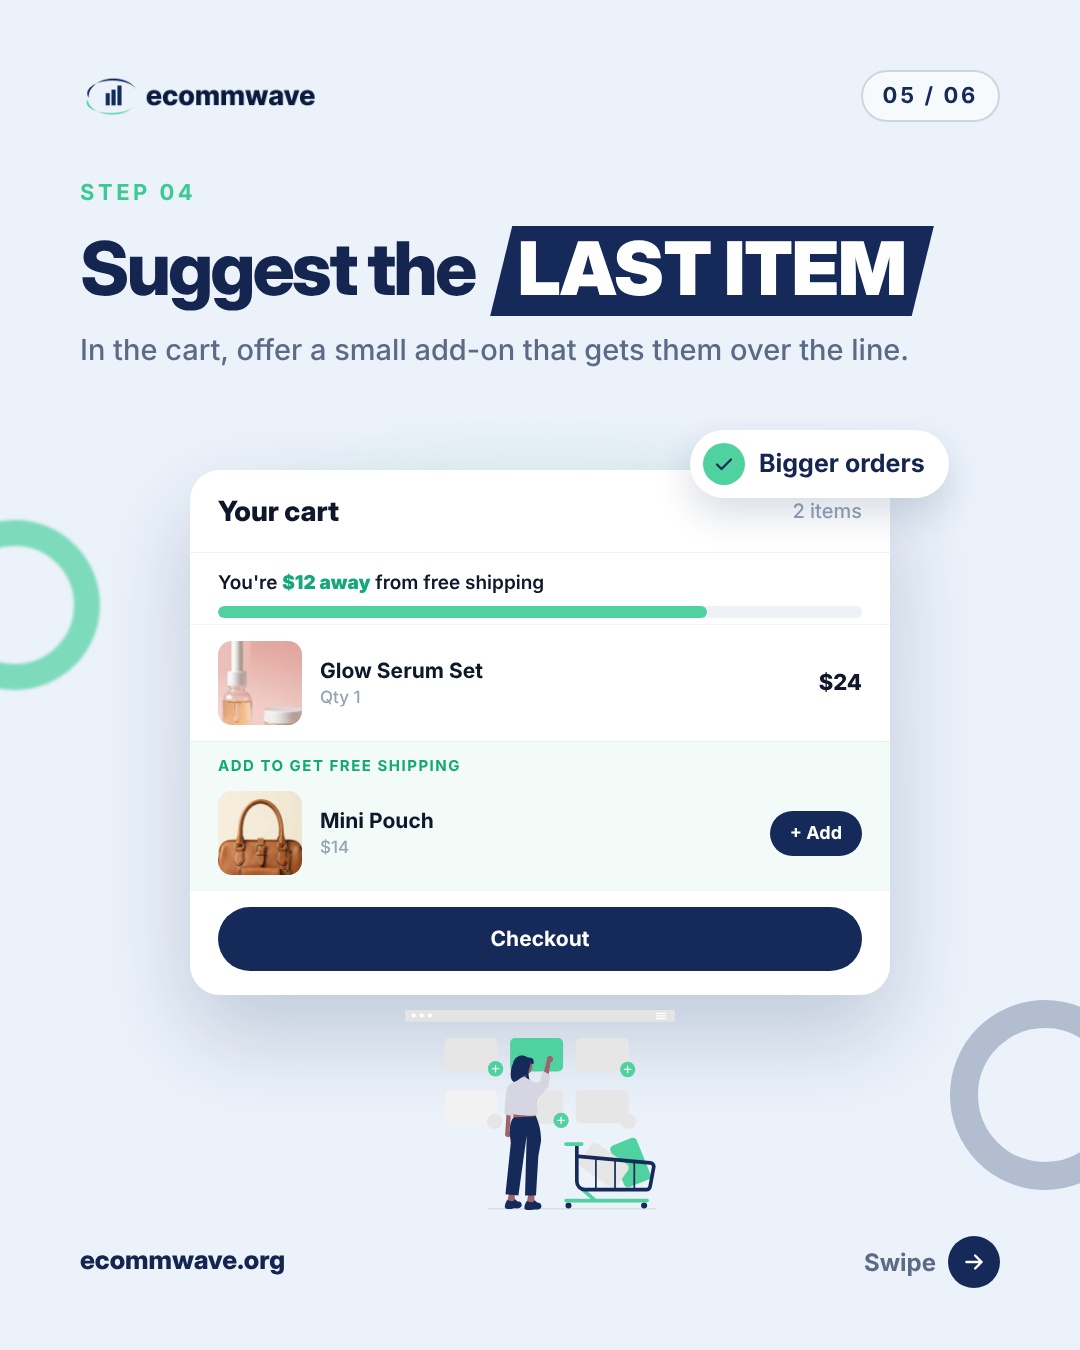 ecommwave
05 / 06
STEP 04
Suggest the LAST ITEM
In the cart, offer a small add-on that gets them over the line.
Bigger orders
Your cart
2 items
You're $12 away from free shipping
Glow Serum Set
Qty 1
$24
ADD TO GET FREE SHIPPING
Mini Pouch
$14
+ Add
Checkout
ecommwave.org
Swipe